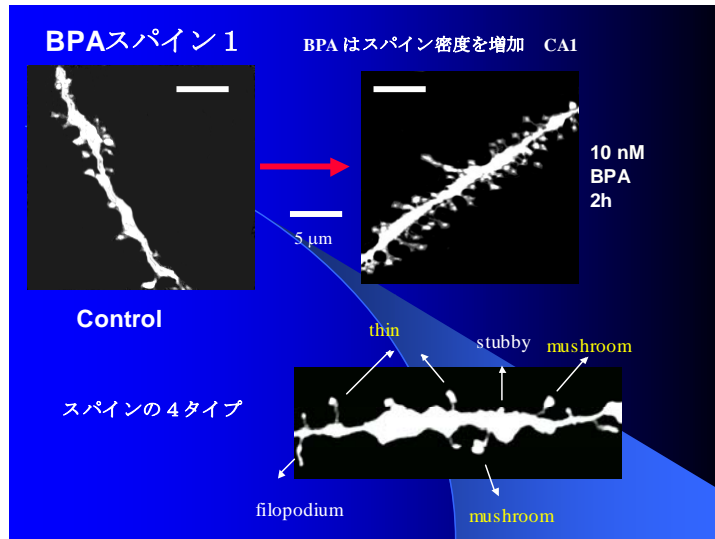 BPAスパイン１
BPA はスパイン密度を増加　CA1
10 nM
BPA
2h
5 μm
Control
thin
stubby
mushroom
スパインの４タイプ
filopodium
mushroom